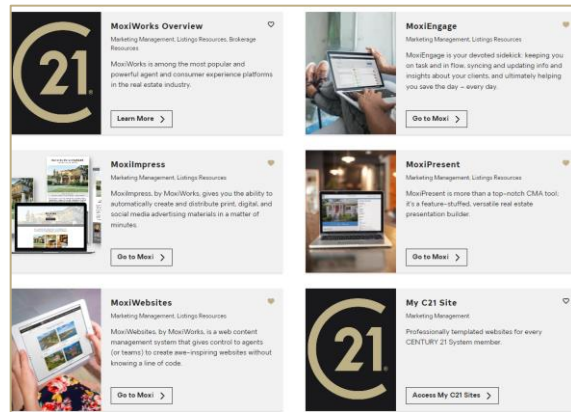 21
MoxiWorks Overview
Marketing Management, Listings Resources, Brokerage
Resources
MoxiWorks is among the most popular and
powerful agent and consumer experience platforms
in the real estate industry.
Learn More >
MoxiEngage
Marketing Management, Listings Resources
MoxiEngage is your devoted sidekick: keeping you
on task and in flow, syncing and updating info and
insights about your clients, and ultimately helping
you save the day – every day.
Go to Moxi >
MoxiImpress
Marketing Management, Listings Resources
MoxiImpress, by MoxiWorks, gives you the ability to
automatically create and distribute print, digital, and
social media advertising materials in a matter of
minutes.
Go to Moxi >
MoxiPresent
Marketing Management, Listings Resources
MoxiPresent is more than a top-notch CMA tool;
it's a feature-stuffed, versatile real estate
presentation builder.
Go to Moxi >
MoxiWebsites
Marketing Management, Listings Resources
MoxiWebsites, by MoxiWorks, is a web content
management system that gives control to agents
(or teams) to create awe-inspiring websites without
knowing a line of code.
Go to Moxi >
21
My C21 Site
Marketing Management
Professionally templated websites for every
CENTURY 21 System member.
Access My C21 Sites >